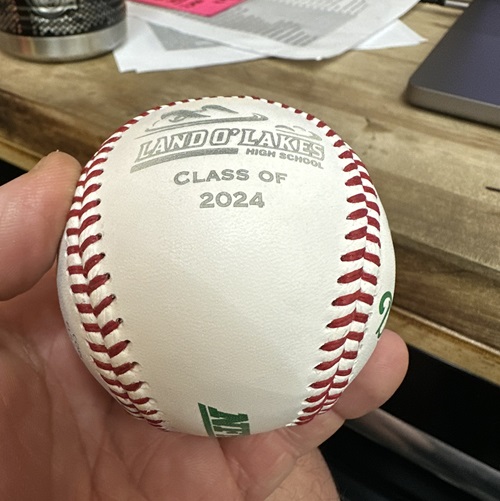 LAND O' LAKES
HIGH SCHOOL
CLASS OF
2024